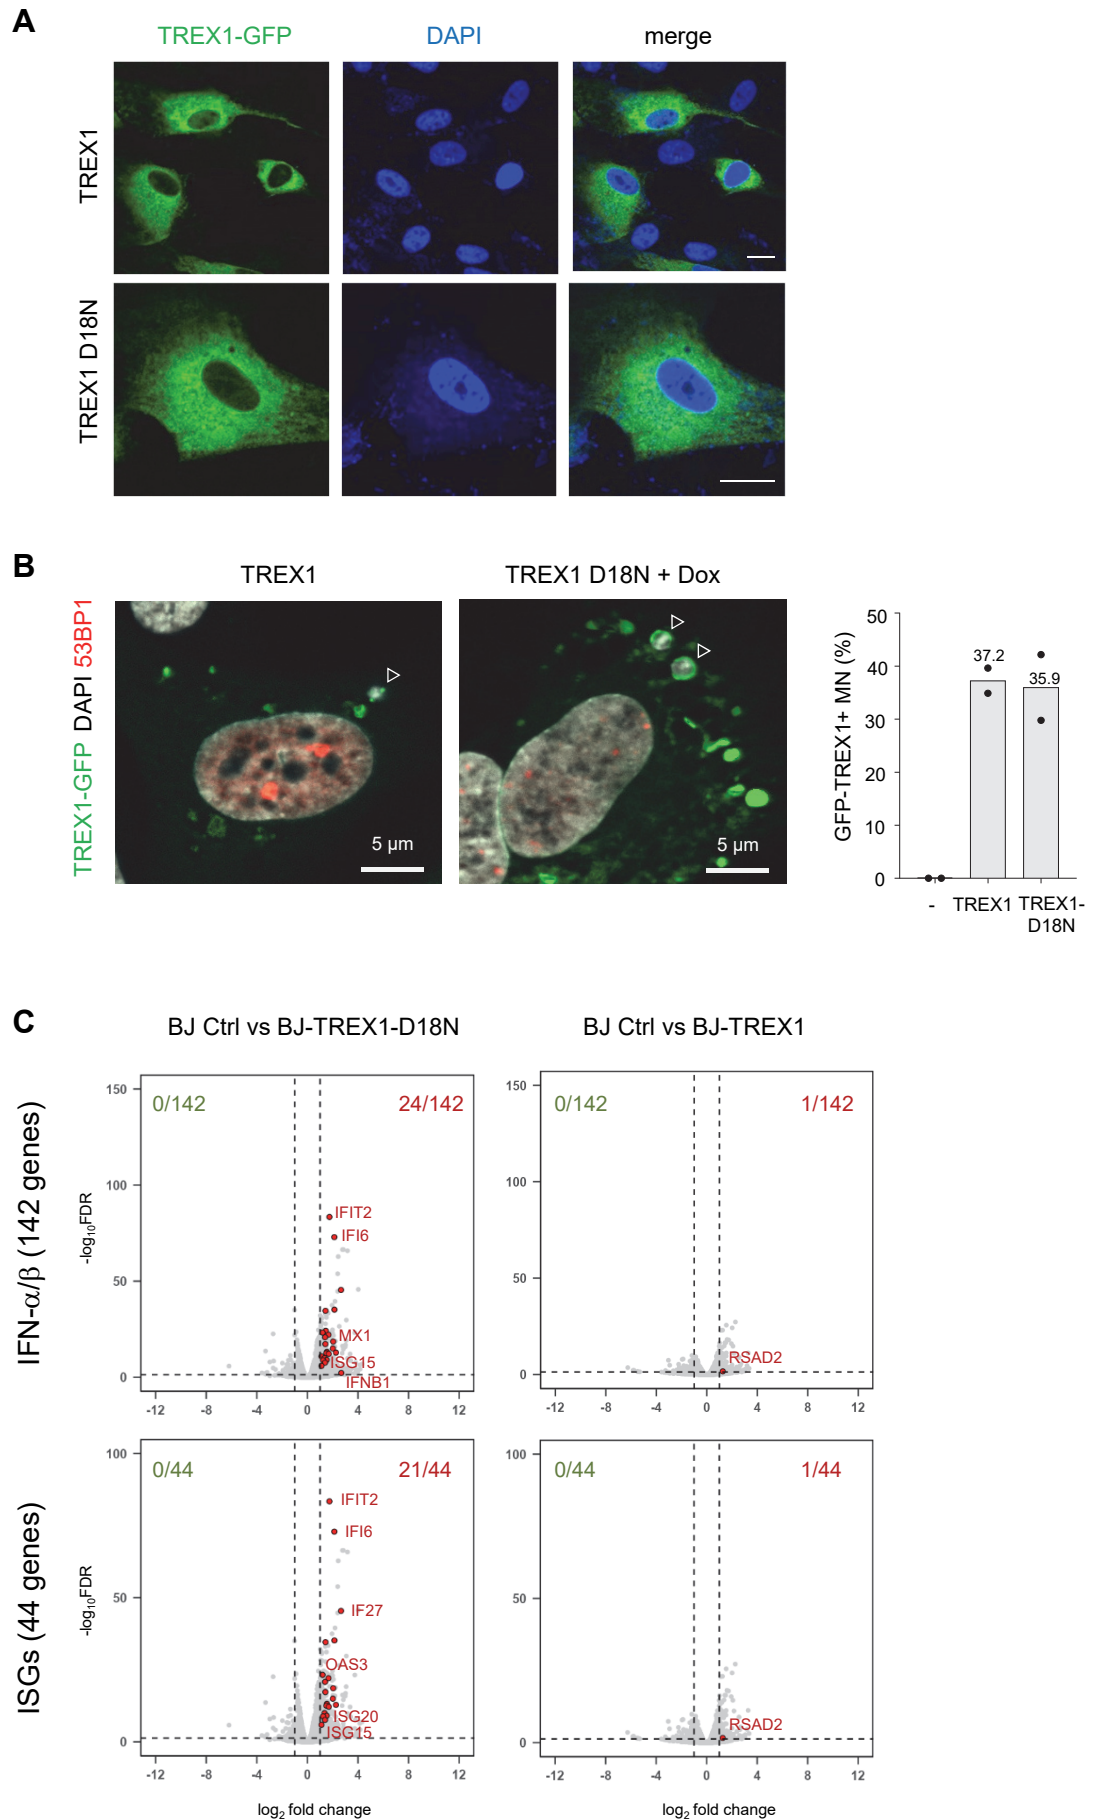 A
TREX1-GFP
DAPI
merge
TREX1
TREX1 D18N
B
TREX1
TREX1 D18N + Dox
TREX1-GFP DAPI 53BP1
5 µm
5 µm
GFP-TREX1+ MN (%)
50
40
30
20
10
0
37.2
35.9
-
TREX1
TREX1-
D18N
C
BJ Ctrl vs BJ-TREX1-D18N
BJ Ctrl vs BJ-TREX1
IFN-α/β (142 genes)
-log10FDR
150
100
50
0
0/142
24/142
IFIT2
IFI6
MX1
ISG15
IFNB1
-12 -8 -4 0 4 8 12
150
100
50
0
0/142
1/142
RSAD2
-12 -8 -4 0 4 8 12
ISGs (44 genes)
-log10FDR
100
50
0
0/44
21/44
IFIT2
IFI6
IF27
OAS3
ISG20
ISG15
-12 -8 -4 0 4 8 12
log2 fold change
100
50
0
0/44
1/44
RSAD2
-12 -8 -4 0 4 8 12
log2 fold change